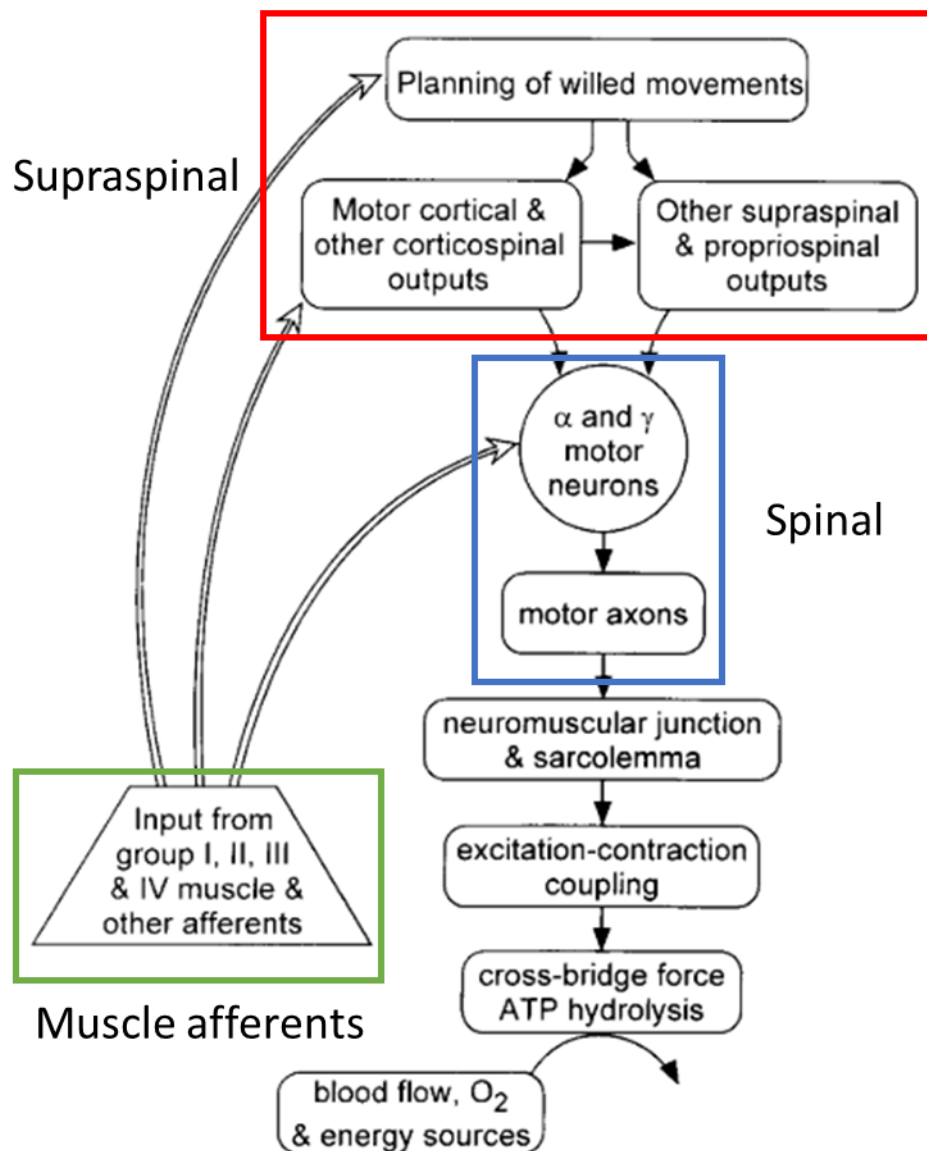 Planning of willed movements
Supraspinal
Motor cortical &
other corticospinal
outputs
Other supraspinal
& propriospinal
outputs
α and γ
motor
neurons
Spinal
motor axons
neuromuscular junction
& sarcolemma
Input from
group I, II, III
& IV muscle &
other afferents
excitation-contraction
coupling
Muscle afferents
cross-bridge force
ATP hydrolysis
blood flow, O₂
& energy sources